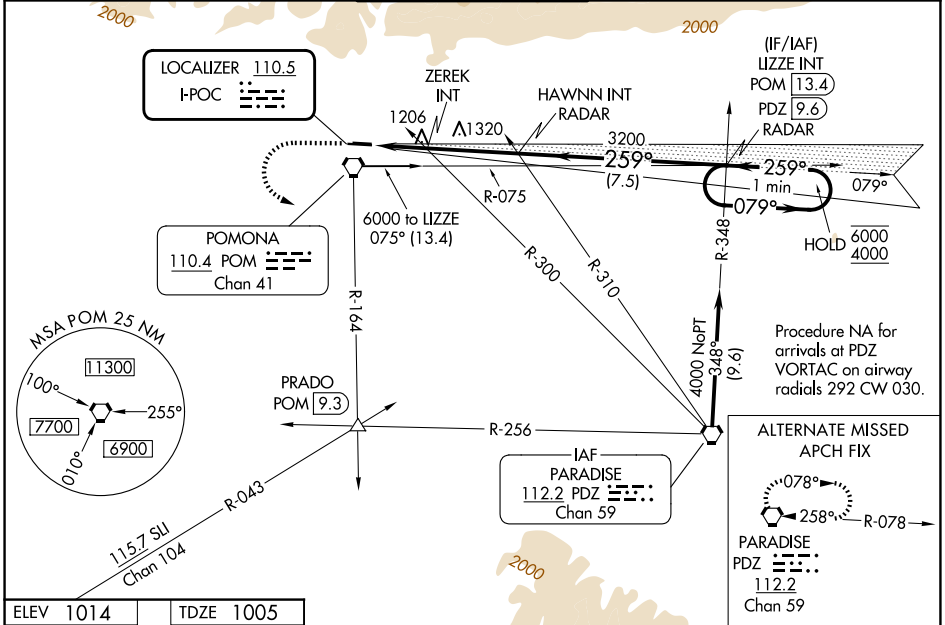 2000
2000
LOCALIZER 110.5
I-POC
ZEREK
INT
HAWNN INT
RADAR
(IF/IAF)
LIZZE INT
POM 13.4
PDZ 9.6
RADAR
1206
1320
3200
259°
(7.5)
259°
1 min
079°
079°
R-075
6000 to LIZZE
075° (13.4)
HOLD 6000
4000
POMONA
110.4 POM
Chan 41
R-164
R-300
R-310
R-348
4000 NoPT
348°
(9.6)
Procedure NA for
arrivals at PDZ
VORTAC on airway
radials 292 CW 030.
MSA POM 25 NM
11300
100°
255°
7700
6900
010°
PRADO
POM 9.3
R-256
IAF
PARADISE
112.2 PDZ
Chan 59
R-043
115.7 SLI
Chan 104
2000
ALTERNATE MISSED
APCH FIX
078°
258°
R-078
PARADISE
PDZ
112.2
Chan 59
ELEV 1014
TDZE 1005